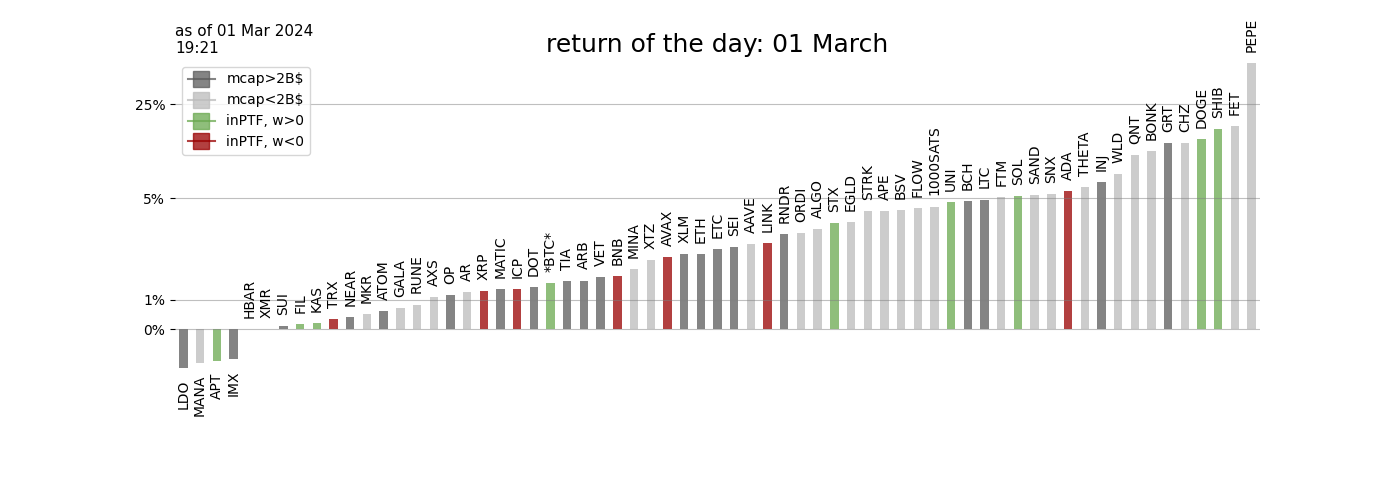 as of 01 Mar 2024
19:21
return of the day: 01 March
mcap>2B$
mcap<2B$
inPTF, w>0
inPTF, w<0
25%
5%
1%
0%
LDO
MANA
APT
IMX
HBAR
XMR
SUI
FIL
KAS
TRX
NEAR
MKR
ATOM
GALA
RUNE
AXS
OP
AR
XRP
MATIC
ICP
DOT
*BTC*
TIA
ARB
VET
BNB
MINA
XTZ
AVAX
XLM
ETH
ETC
SEI
AAVE
LINK
RNDR
ORDI
ALGO
STX
EGLD
STRK
APE
BSV
FLOW
1000SATS
UNI
BCH
LTC
FTM
SOL
SAND
SNX
ADA
THETA
INJ
WLD
QNT
BONK
GRT
CHZ
DOGE
SHIB
FET
PEPE